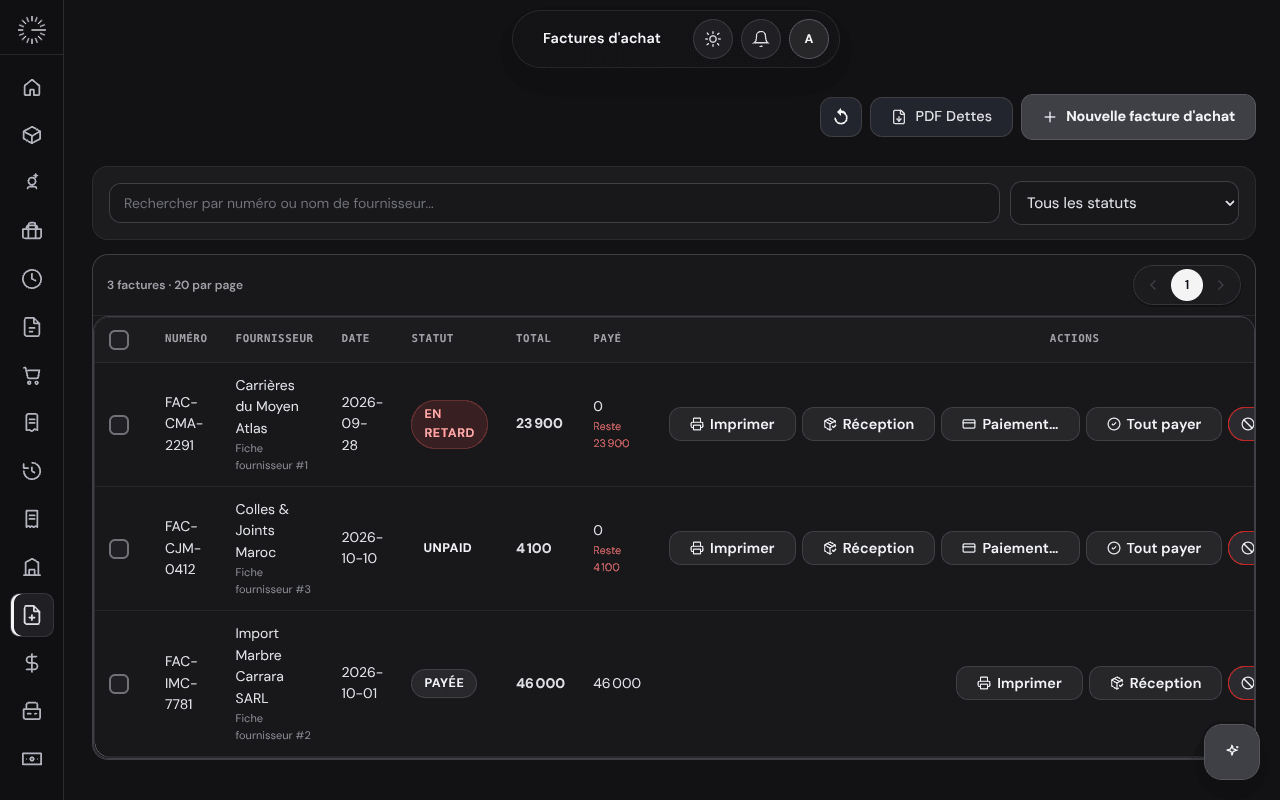 Factures d'achat
A
PDF Dettes
Nouvelle facture d'achat
Rechercher par numéro ou nom de fournisseur...
Tous les statuts
3 factures · 20 par page
1
NUMÉRO FOURNISSEUR DATE STATUT TOTAL PAYÉ ACTIONS
FAC-
CMA-
2291
Carrières
du Moyen
Atlas
Fiche
fournisseur #1
2026-
09-
28
EN
RETARD
23 900
0
Reste
23 900
Imprimer
Réception
Paiement...
Tout payer
FAC-
CJM-
0412
Colles &
Joints
Maroc
Fiche
fournisseur #3
2026-
10-10
UNPAID
4 100
0
Reste
4 100
Imprimer
Réception
Paiement...
Tout payer
FAC-
IMC-
7781
Import
Marbre
Carrara
SARL
Fiche
fournisseur #2
2026-
10-01
PAYÉE
46 000
46 000
Imprimer
Réception